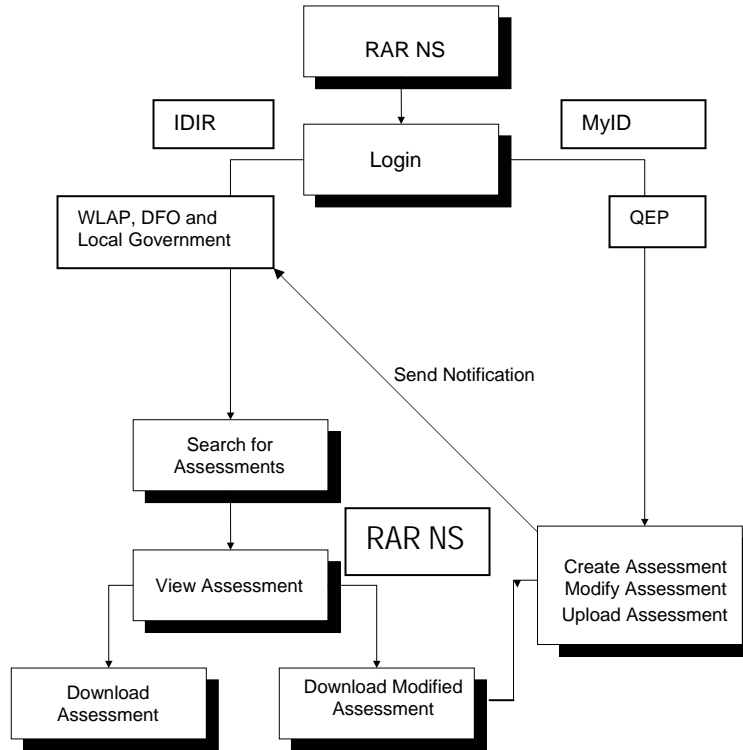 RAR NS
IDIR
MyID
Login
WLAP, DFO and
Local Government
QEP
Send Notification
Search for
Assessments
RAR NS
View Assessment
Create Assessment
Modify Assessment
Upload Assessment
Download
Assessment
Download Modified
Assessment